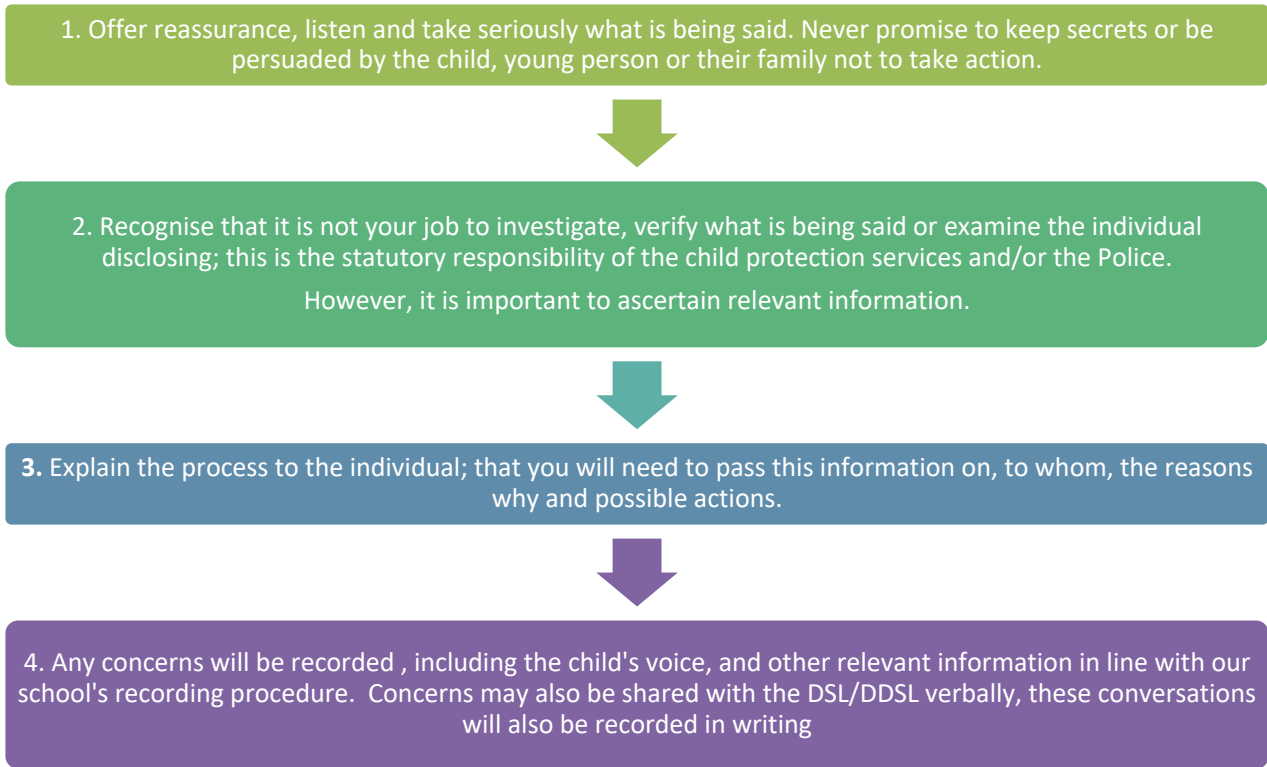 1. Offer reassurance, listen and take seriously what is being said. Never promise to keep secrets or be
persuaded by the child, young person or their family not to take action.
2. Recognise that it is not your job to investigate, verify what is being said or examine the individual
disclosing; this is the statutory responsibility of the child protection services and/or the Police.
However, it is important to ascertain relevant information.
3. Explain the process to the individual; that you will need to pass this information on, to whom, the reasons
why and possible actions.
4. Any concerns will be recorded , including the child's voice, and other relevant information in line with our
school's recording procedure.  Concerns may also be shared with the DSL/DDSL verbally, these conversations
will also be recorded in writing